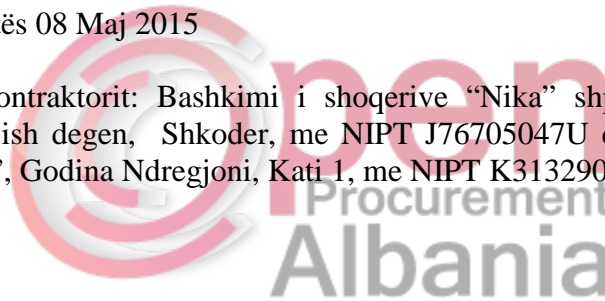 ës 08 Maj 2015
ontraktorit: Bashkimi i shoqerive “Nika”
ish degen, Shkoder, me NIPT J76705047U
”, Godina Ndregjoni, Kati 1, me NIPT K313290
Open
Procurement
Albania